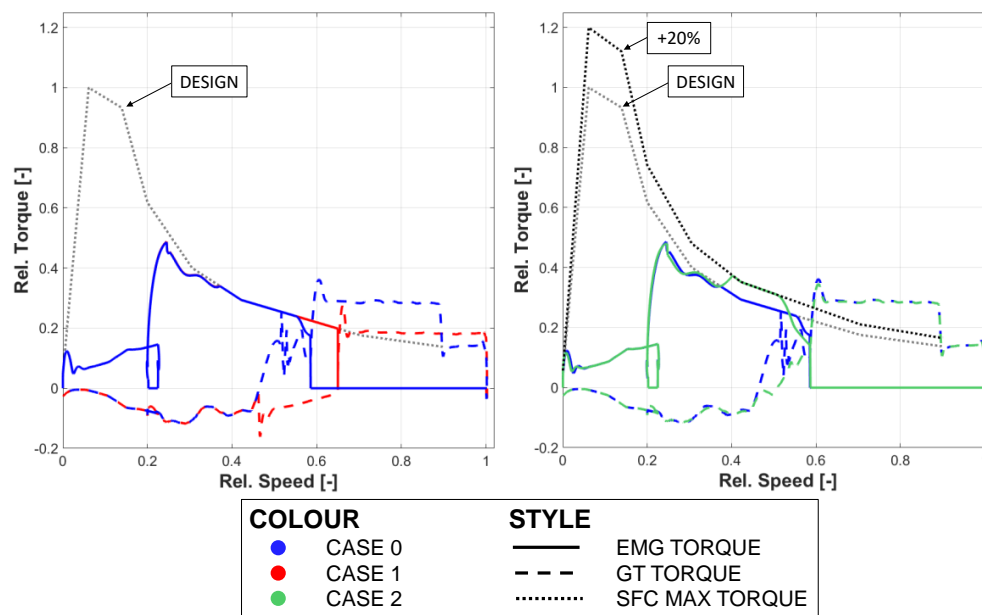 1.2
1
0.8
0.6
0.4
0.2
0
-0.2
Rel. Torque [-]
DESIGN
0 0.2 0.4 0.6 0.8 1
Rel. Speed [-]
1.2
1
0.8
0.6
0.4
0.2
0
-0.2
Rel. Torque [-]
+20%
DESIGN
0 0.2 0.4 0.6 0.8
Rel. Speed [-]
COLOUR STYLE
CASE 0 EMG TORQUE
CASE 1 GT TORQUE
CASE 2 SFC MAX TORQUE